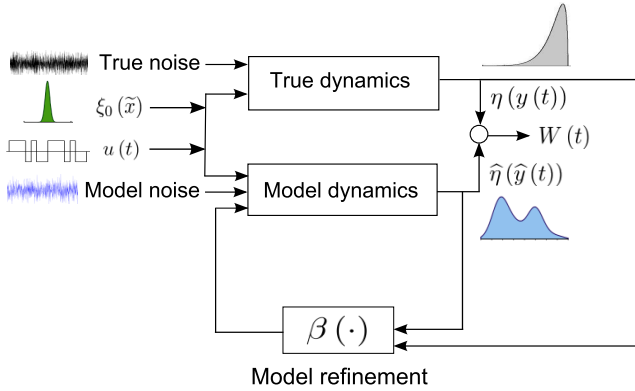 True noise
True dynamics
ξ₀(x̃)
η(y(t))
u(t)
W(t)
Model noise
Model dynamics
η̂(ŷ(t))
β(·)
Model refinement